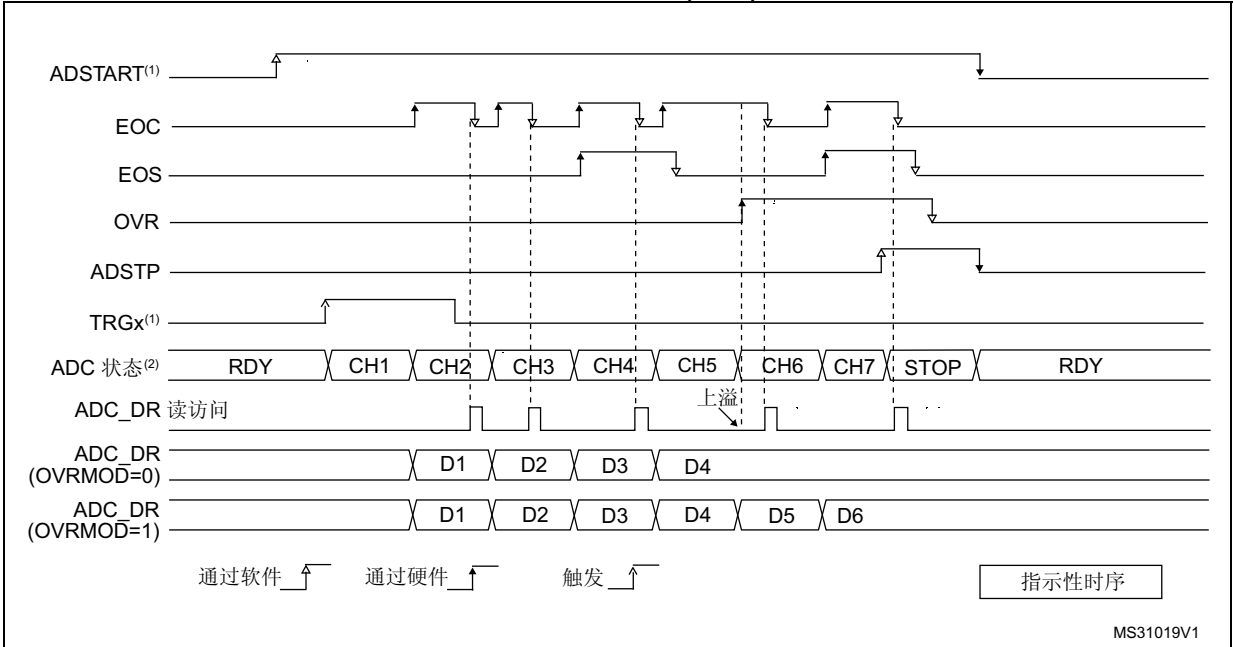 ADSTART(1)
EOC
EOS
OVR
ADSTP
TRGx(1)
ADC 状态(2) RDY CH1 CH2 CH3 CH4 CH5 CH6 CH7 STOP RDY
ADC_DR 读访问 上溢
ADC_DR
(OVRMOD=0) D1 D2 D3 D4
ADC_DR
(OVRMOD=1) D1 D2 D3 D4 D5 D6
通过软件 通过硬件 触发 指示性时序
MS31019V1